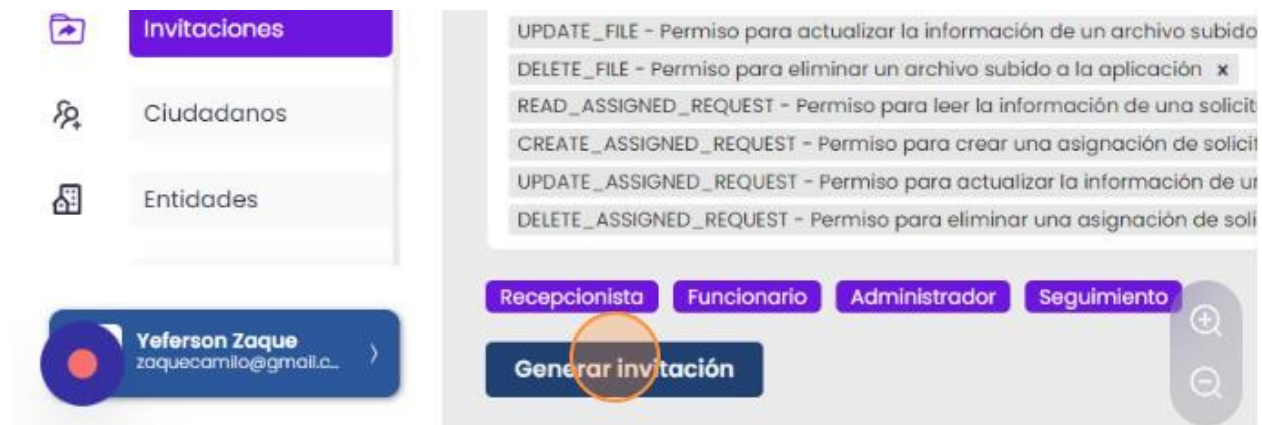 Invitaciones
Ciudadanos
Entidades
Yeferson Zaque
zaquecamilo@gmail.c...
UPDATE_FILE - Permiso para actualizar la información de un archivo subido
DELETE_FILE - Permiso para eliminar un archivo subido a la aplicación x
READ_ASSIGNED_REQUEST - Permiso para leer la información de una solicit
CREATE_ASSIGNED_REQUEST - Permiso para crear una asignación de solicit
UPDATE_ASSIGNED_REQUEST - Permiso para actualizar la información de un
DELETE_ASSIGNED_REQUEST - Permiso para eliminar una asignación de soli
Recepcionista Funcionario Administrador Seguimiento
Generar invitación